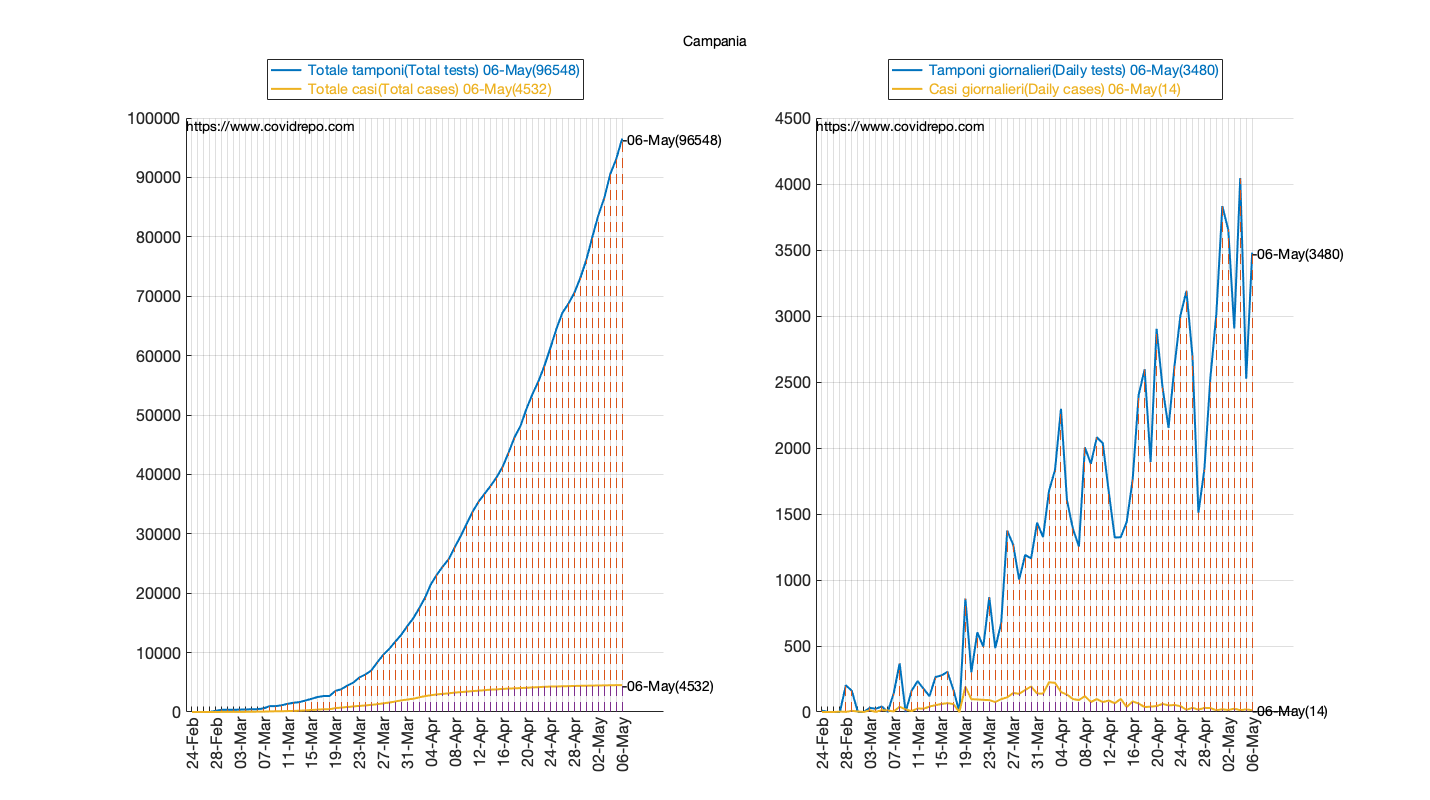 Campania
Totale tamponi(Total tests) 06-May(96548)
Totale casi(Total cases) 06-May(4532)
100000
90000
80000
70000
60000
50000
40000
30000
20000
10000
0
https://www.covidrepo.com
06-May(96548)
06-May(4532)
24-Feb
28-Feb
03-Mar
07-Mar
11-Mar
15-Mar
19-Mar
23-Mar
27-Mar
31-Mar
04-Apr
08-Apr
12-Apr
16-Apr
20-Apr
24-Apr
28-Apr
02-May
06-May
Tamponi giornalieri(Daily tests) 06-May(3480)
Casi giornalieri(Daily cases) 06-May(14)
4500
4000
3500
3000
2500
2000
1500
1000
500
0
https://www.covidrepo.com
06-May(3480)
06-May(14)
24-Feb
28-Feb
03-Mar
07-Mar
11-Mar
15-Mar
19-Mar
23-Mar
27-Mar
31-Mar
04-Apr
08-Apr
12-Apr
16-Apr
20-Apr
24-Apr
28-Apr
02-May
06-May